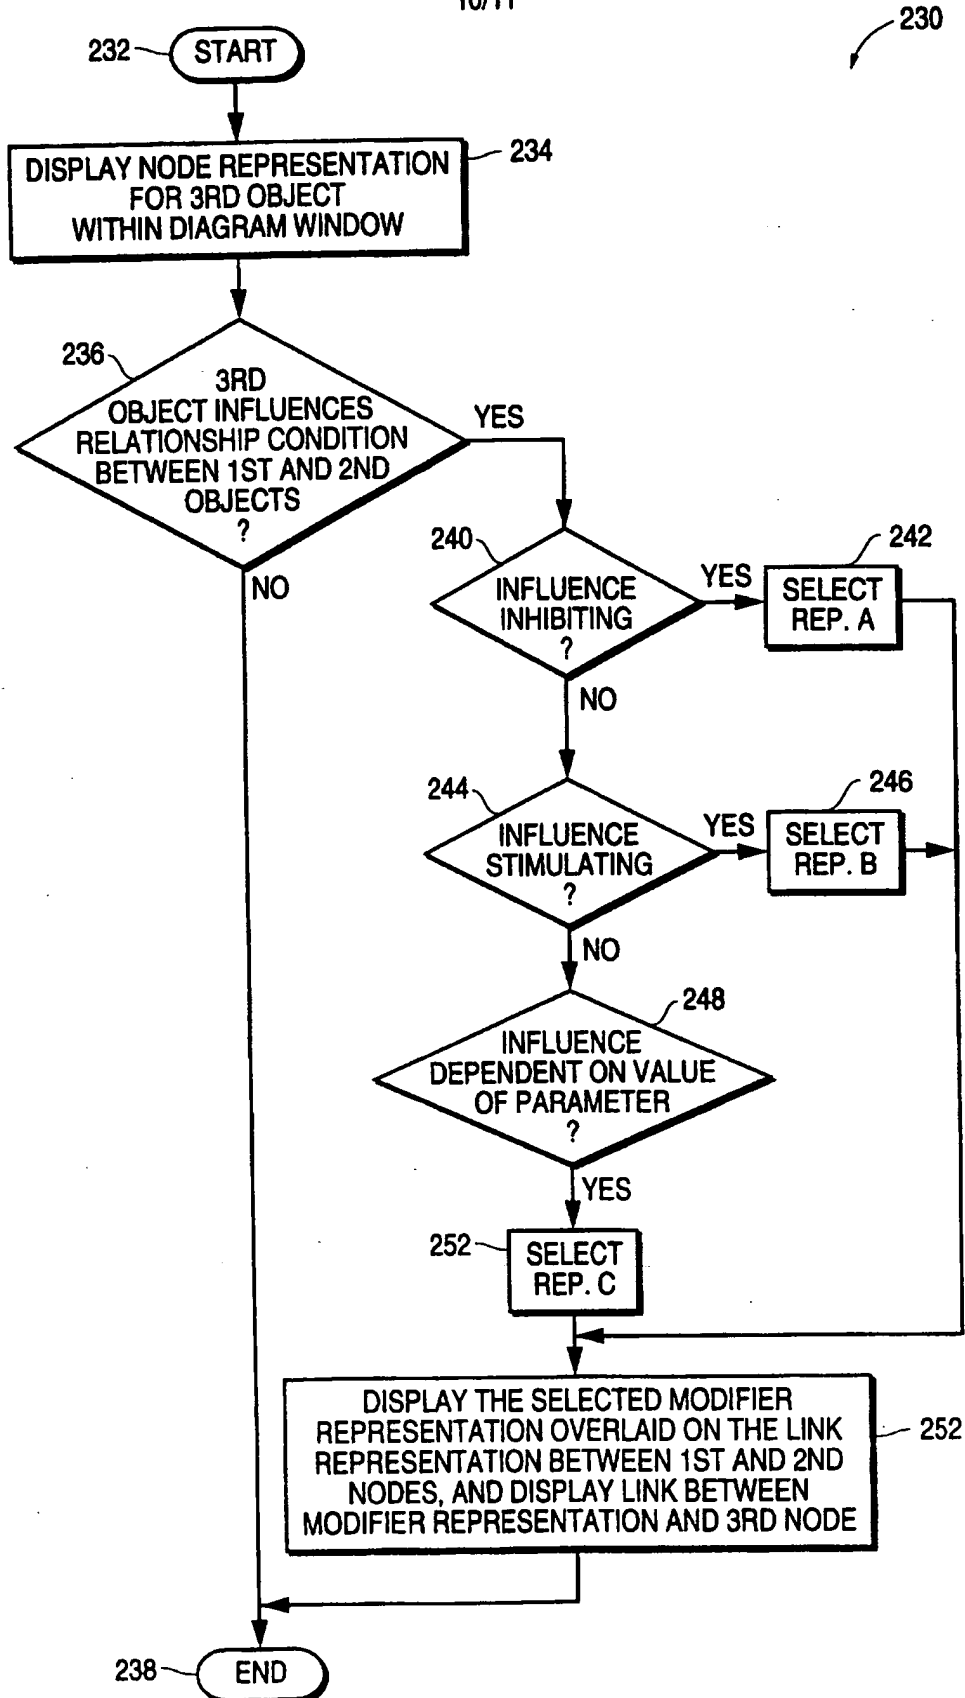 10/11
230
232
START
234
DISPLAY NODE REPRESENTATION
FOR 3RD OBJECT
WITHIN DIAGRAM WINDOW
236
3RD
OBJECT INFLUENCES
RELATIONSHIP CONDITION
BETWEEN 1ST AND 2ND
OBJECTS
?
YES
NO
240
INFLUENCE
INHIBITING
?
YES
242
SELECT
REP. A
NO
244
INFLUENCE
STIMULATING
?
YES
246
SELECT
REP. B
NO
248
INFLUENCE
DEPENDENT ON VALUE
OF PARAMETER
?
YES
252
SELECT
REP. C
DISPLAY THE SELECTED MODIFIER
REPRESENTATION OVERLAID ON THE LINK
REPRESENTATION BETWEEN 1ST AND 2ND
NODES, AND DISPLAY LINK BETWEEN
MODIFIER REPRESENTATION AND 3RD NODE
252
238
END